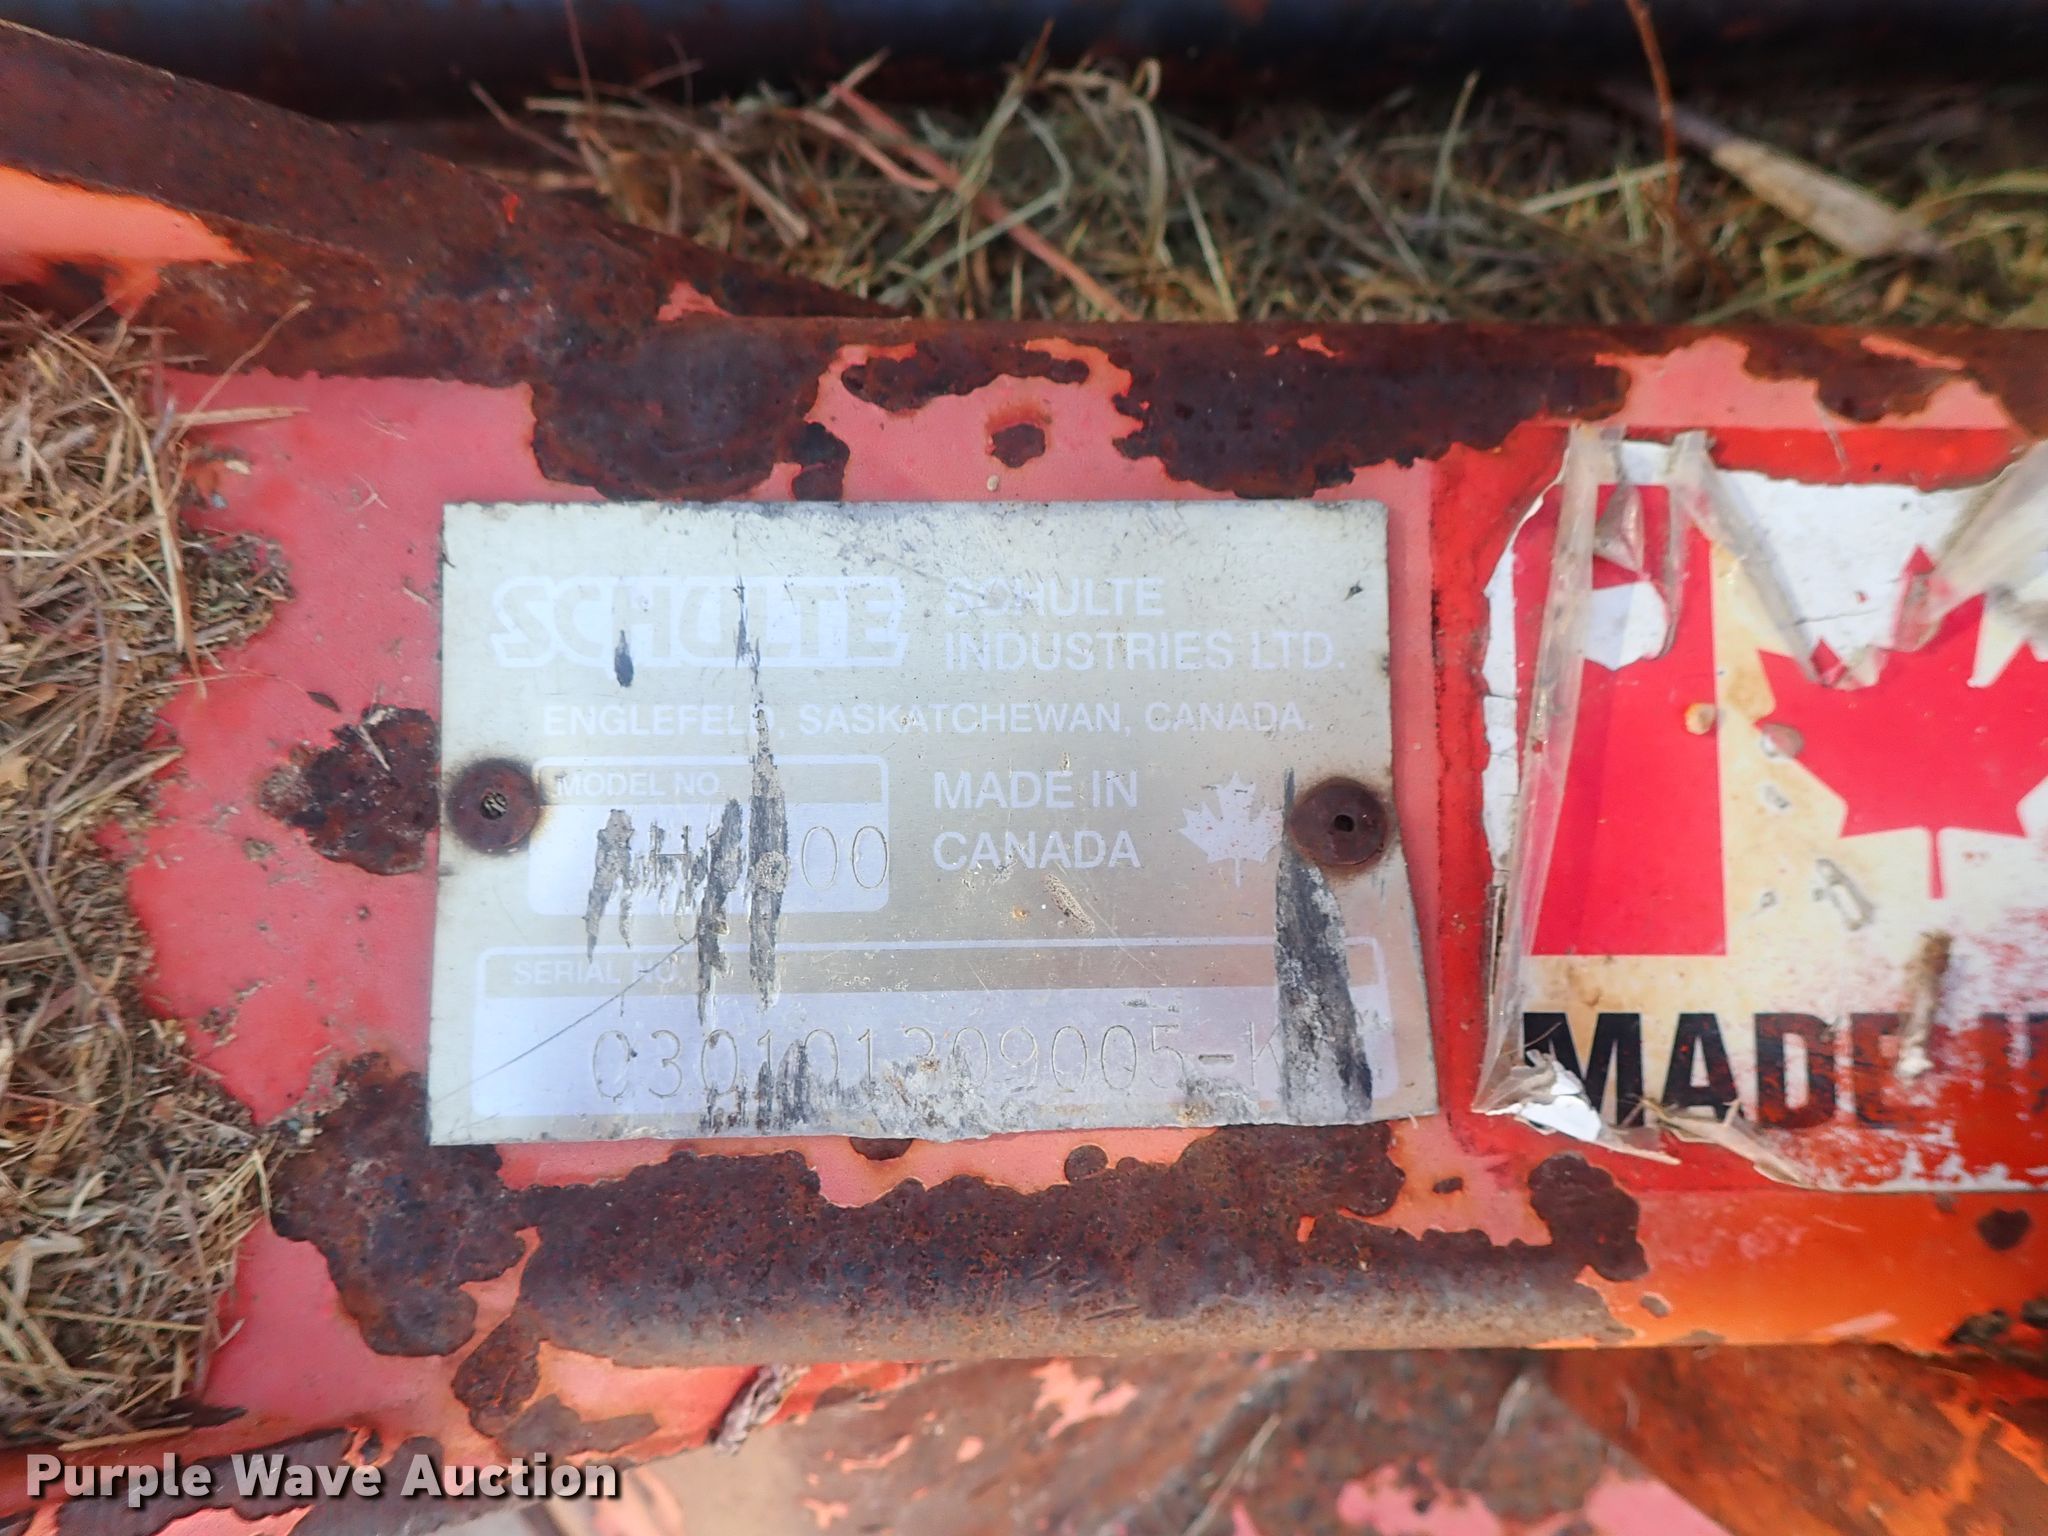 SCHULTE
SCHULTE
INDUSTRIES LTD.
ENGLEFELD, SASKATCHEWAN, CANADA.
MODEL NO.
MADE IN
CANADA
SERIAL NO.
MADE
Purple Wave Auction